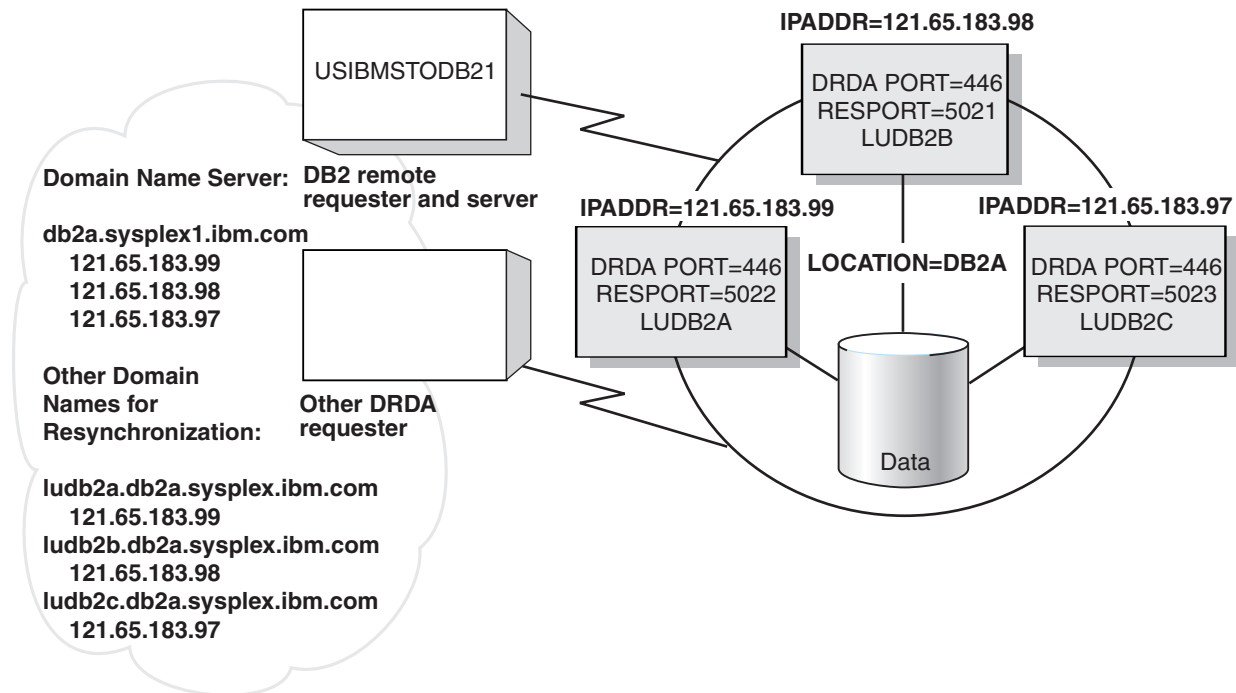 USIBMSTODB21
DB2 remote
requester and server
Domain Name Server:
db2a.sysplex1.ibm.com
121.65.183.99
121.65.183.98
121.65.183.97
Other Domain
Names for
Resynchronization:
Other DRDA
requester
ludb2a.db2a.sysplex.ibm.com
121.65.183.99
ludb2b.db2a.sysplex.ibm.com
121.65.183.98
ludb2c.db2a.sysplex.ibm.com
121.65.183.97
IPADDR=121.65.183.98
DRDA PORT=446
RESPORT=5021
LUDB2B
IPADDR=121.65.183.99
DRDA PORT=446
RESPORT=5022
LUDB2A
LOCATION=DB2A
IPADDR=121.65.183.97
DRDA PORT=446
RESPORT=5023
LUDB2C
Data